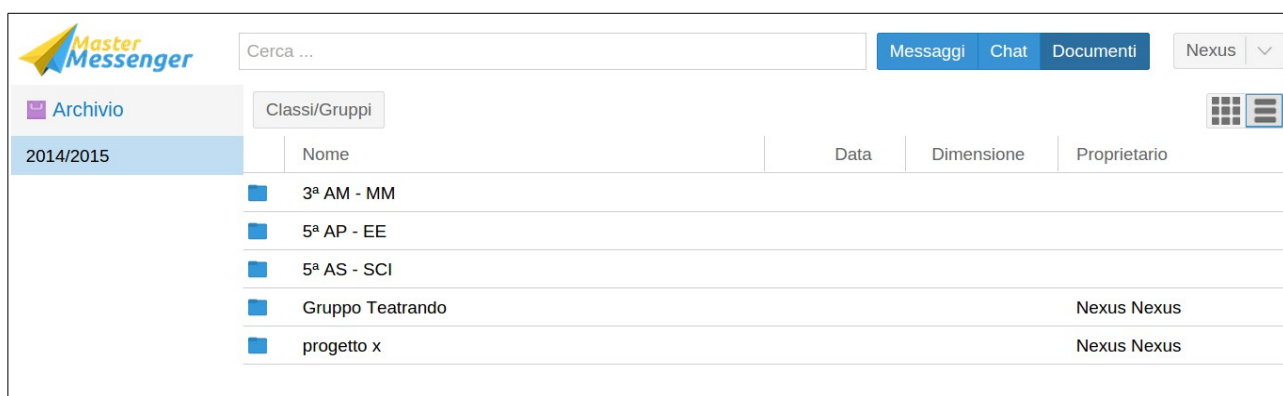 Master
Messenger
Cerca ...
Messaggi Chat Documenti
Nexus
Archivio
Classi/Gruppi
2014/2015
Nome Data Dimensione Proprietario
3ª AM - MM
5ª AP - EE
5ª AS - SCI
Gruppo Teatrando Nexus Nexus
progetto x Nexus Nexus